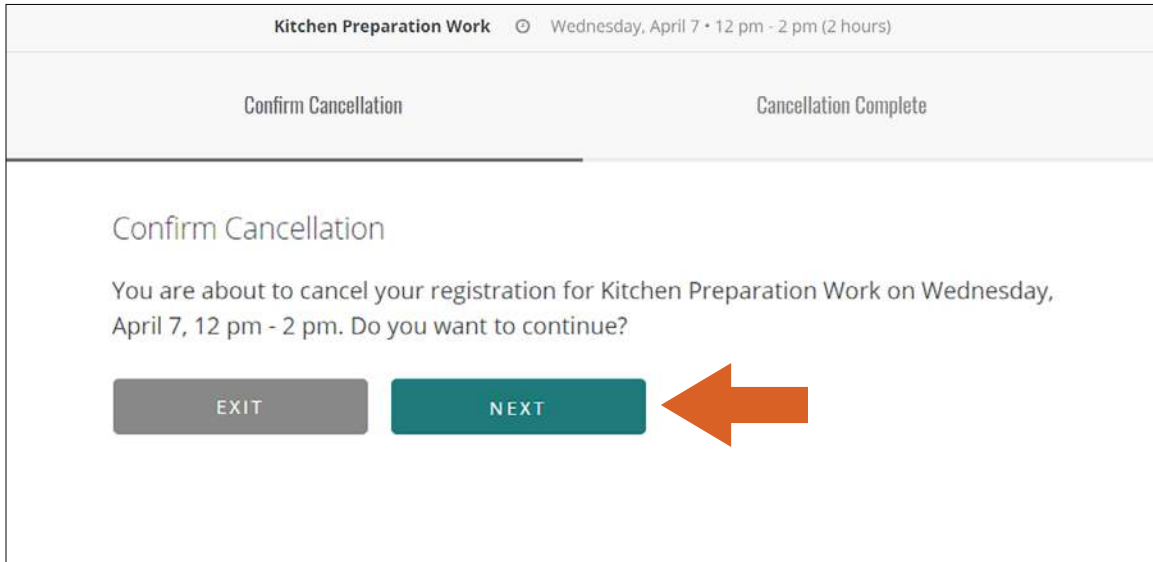 Kitchen Preparation Work Wednesday, April 7 • 12 pm - 2 pm (2 hours)
Confirm Cancellation Cancellation Complete
Confirm Cancellation
You are about to cancel your registration for Kitchen Preparation Work on Wednesday,
April 7, 12 pm - 2 pm. Do you want to continue?
EXIT NEXT